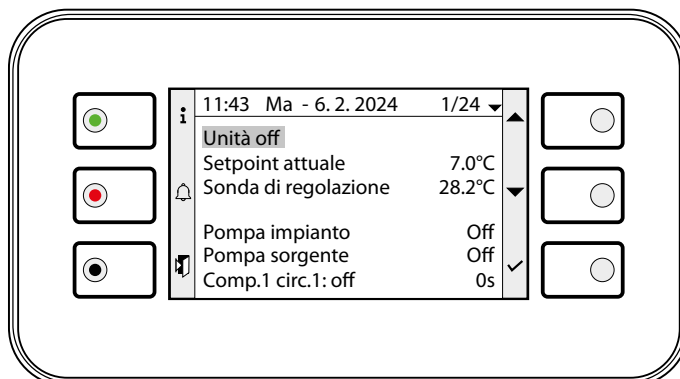 11:43 Ma - 6. 2. 2024 1/24
Unità off
Setpoint attuale 7.0°C
Sonda di regolazione 28.2°C
Pompa impianto Off
Pompa sorgente Off
Comp.1 circ.1: off 0s